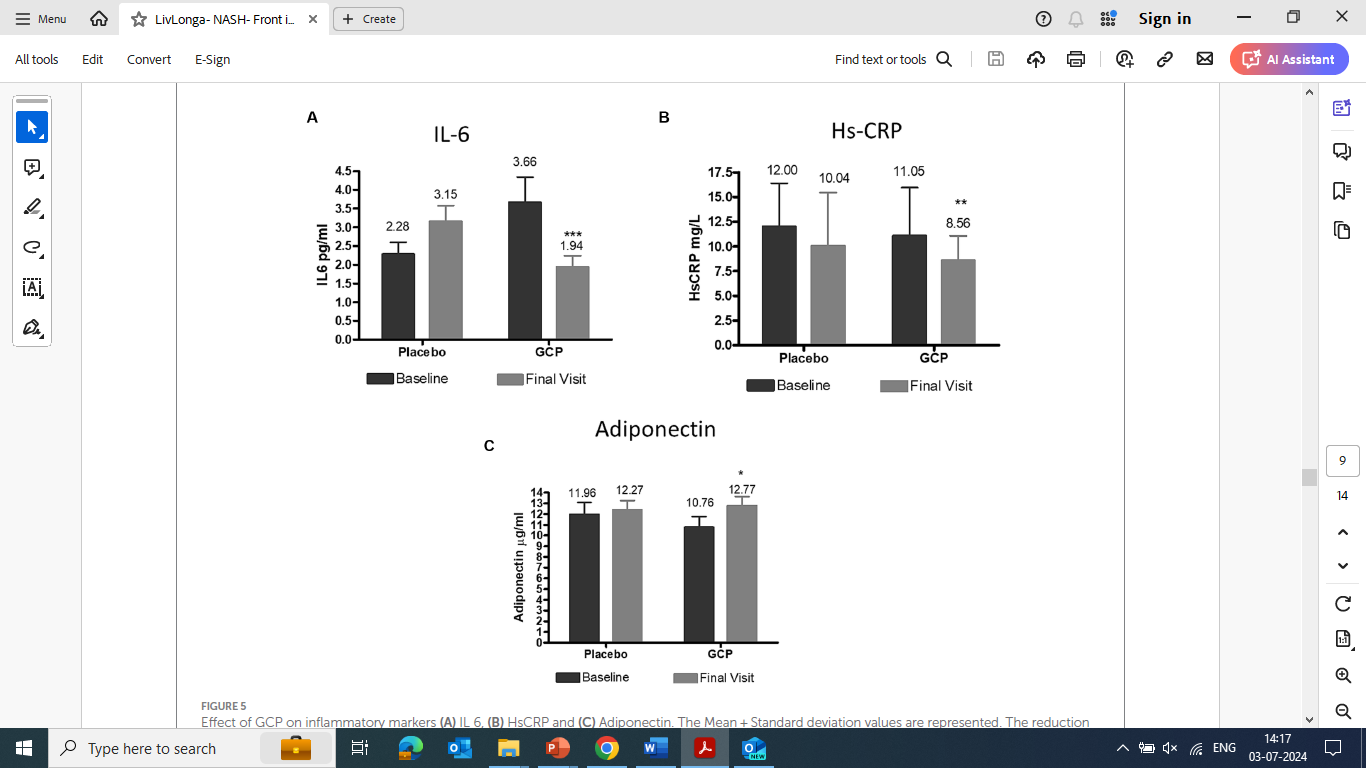 Menu
LivLonga- NASH- Front i...
Create
Sign in
All tools
Edit
Convert
E-Sign
Find text or tools
AI Assistant
A
IL-6
IL6 pg/ml
4.5
4.0
3.5
3.0
2.5
2.0
1.5
1.0
0.5
0.0
2.28
3.15
3.66
***
1.94
Placebo
GCP
Baseline
Final Visit
B
Hs-CRP
HsCRP mg/L
17.5
15.0
12.5
10.0
7.5
5.0
2.5
0.0
12.00
10.04
11.05
**
8.56
Placebo
GCP
Baseline
Final Visit
C
Adiponectin
Adiponectin µg/ml
14
13
12
11
10
9
8
7
6
5
4
3
2
1
0
11.96
12.27
10.76
*
12.77
Placebo
GCP
Baseline
Final Visit
FIGURE 5
Effect of GCP on inflammatory markers (A) IL 6, (B) HsCRP and (C) Adiponectin. The Mean + Standard deviation values are represented. The reduction
9
14
1:1
Type here to search
NEW
ENG
14:17
03-07-2024